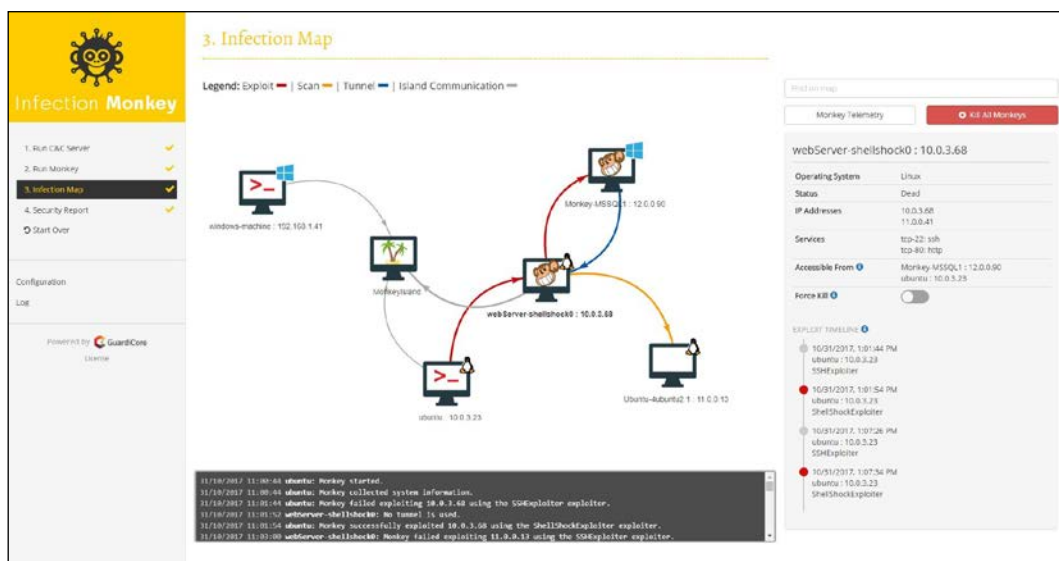 Infection Monkey
1. Run C&C Server
2. Run Monkey
3. Infection Map
4. Security Report
Start Over
Configuration
Log
Powered by GuardiCore
License
3. Infection Map
Legend: Exploit | Scan | Tunnel | Island Communication
windows-machine : 192.168.1.41
MonkeyIsland
Monkey-MSSQL1 : 12.0.0.90
webServer-shellshock0 : 10.0.3.68
ubuntu : 10.0.3.23
Ubuntu-4ubuntu2.1 : 11.0.0.13
31/10/2017 11:00:44 ubuntu: Monkey started.
31/10/2017 11:00:44 ubuntu: Monkey collected system information.
31/10/2017 11:01:44 ubuntu: Monkey failed exploiting 10.0.3.68 using the SSHExploiter exploiter.
31/10/2017 11:01:52 webServer-shellshock0: No tunnel is used.
31/10/2017 11:01:54 ubuntu: Monkey successfully exploited 10.0.3.68 using the ShellShockExploiter exploiter.
31/10/2017 11:03:00 webServer-shellshock0: Monkey failed exploiting 11.0.0.13 using the SSHExploiter exploiter.
Find on map
Monkey Telemetry
Kill All Monkeys
webServer-shellshock0 : 10.0.3.68
Operating System Linux
Status Dead
IP Addresses 10.0.3.68
11.0.0.41
Services tcp-22: ssh
tcp-80: http
Accessible From Monkey-MSSQL1 : 12.0.0.90
ubuntu : 10.0.3.23
Force Kill
EXPLOIT TIMELINE
10/31/2017, 1:01:44 PM
ubuntu : 10.0.3.23
SSHExploiter
10/31/2017, 1:01:54 PM
ubuntu : 10.0.3.23
ShellShockExploiter
10/31/2017, 1:07:26 PM
ubuntu : 10.0.3.23
SSHExploiter
10/31/2017, 1:07:34 PM
ubuntu : 10.0.3.23
ShellShockExploiter